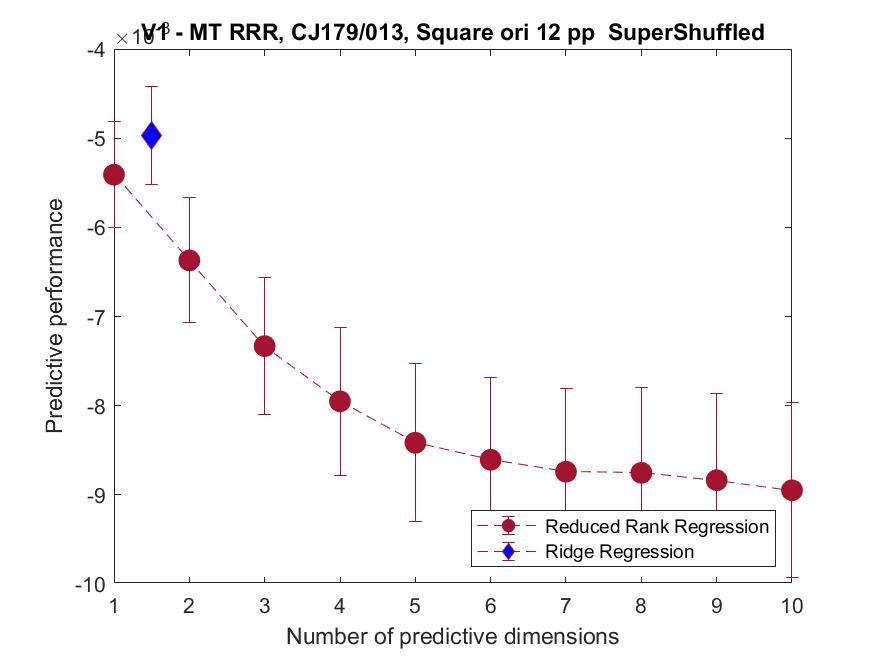 V1 - MT RRR, CJ179/013, Square ori 12 pp  SuperShuffled
×10-3
-4
-5
-6
-7
-8
-9
-10
Predictive performance
Reduced Rank Regression
Ridge Regression
1 2 3 4 5 6 7 8 9 10
Number of predictive dimensions